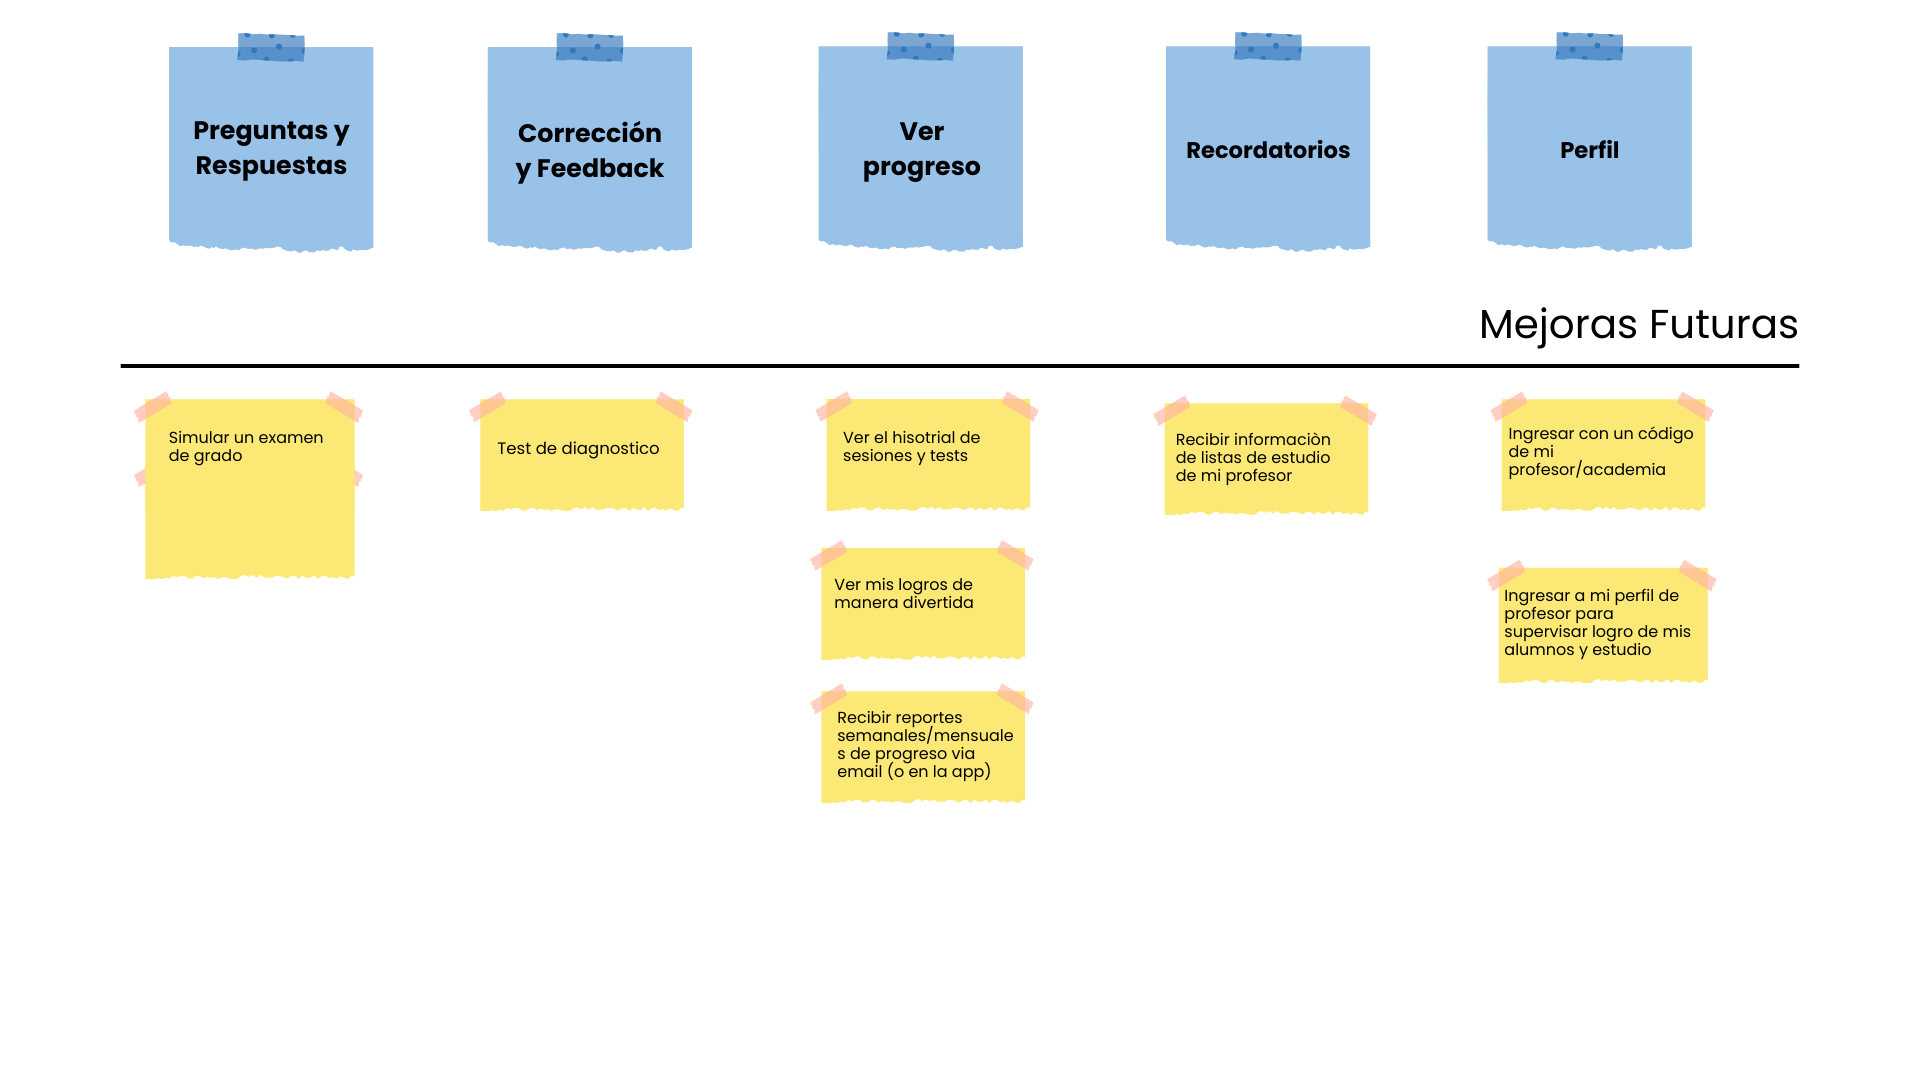 Preguntas y
Respuestas
Corrección
y Feedback
Ver
progreso
Recordatorios
Perfil
Mejoras Futuras
Simular un examen
de grado
Test de diagnostico
Ver el hisotrial de
sesiones y tests
Recibir informaciòn
de listas de estudio
de mi profesor
Ingresar con un código
de mi
profesor/academia
Ver mis logros de
manera divertida
Ingresar a mi perfil de
profesor para
supervisar logro de mis
alumnos y estudio
Recibir reportes
semanales/mensuale
s de progreso via
email (o en la app)